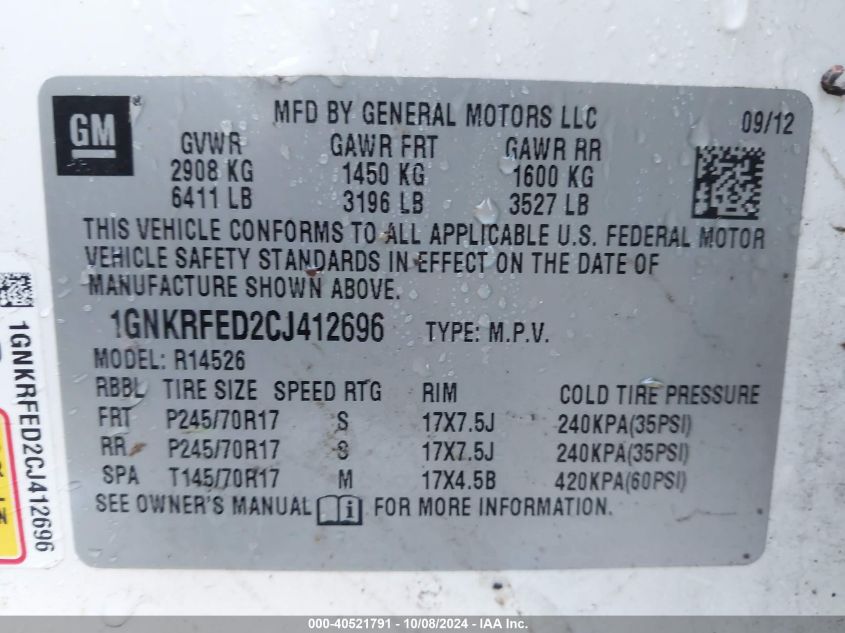 GM
MFD BY GENERAL MOTORS LLC 09/12
GVWR GAWR FRT GAWR RR
2908 KG 1450 KG 1600 KG
6411 LB 3196 LB 3527 LB
THIS VEHICLE CONFORMS TO ALL APPLICABLE U.S. FEDERAL MOTOR
VEHICLE SAFETY STANDARDS IN EFFECT ON THE DATE OF
MANUFACTURE SHOWN ABOVE.
1GNKRFED2CJ412696 TYPE: M.P.V.
MODEL: R14526
RBBL TIRE SIZE SPEED RTG RIM COLD TIRE PRESSURE
FRT P245/70R17 S 17X7.5J 240KPA(35PSI)
RR P245/70R17 S 17X7.5J 240KPA(35PSI)
SPA T145/70R17 M 17X4.5B 420KPA(60PSI)
SEE OWNER'S MANUAL i FOR MORE INFORMATION.
1GNKRFED2CJ412696
000-40521791 - 10/08/2024 - IAA Inc.